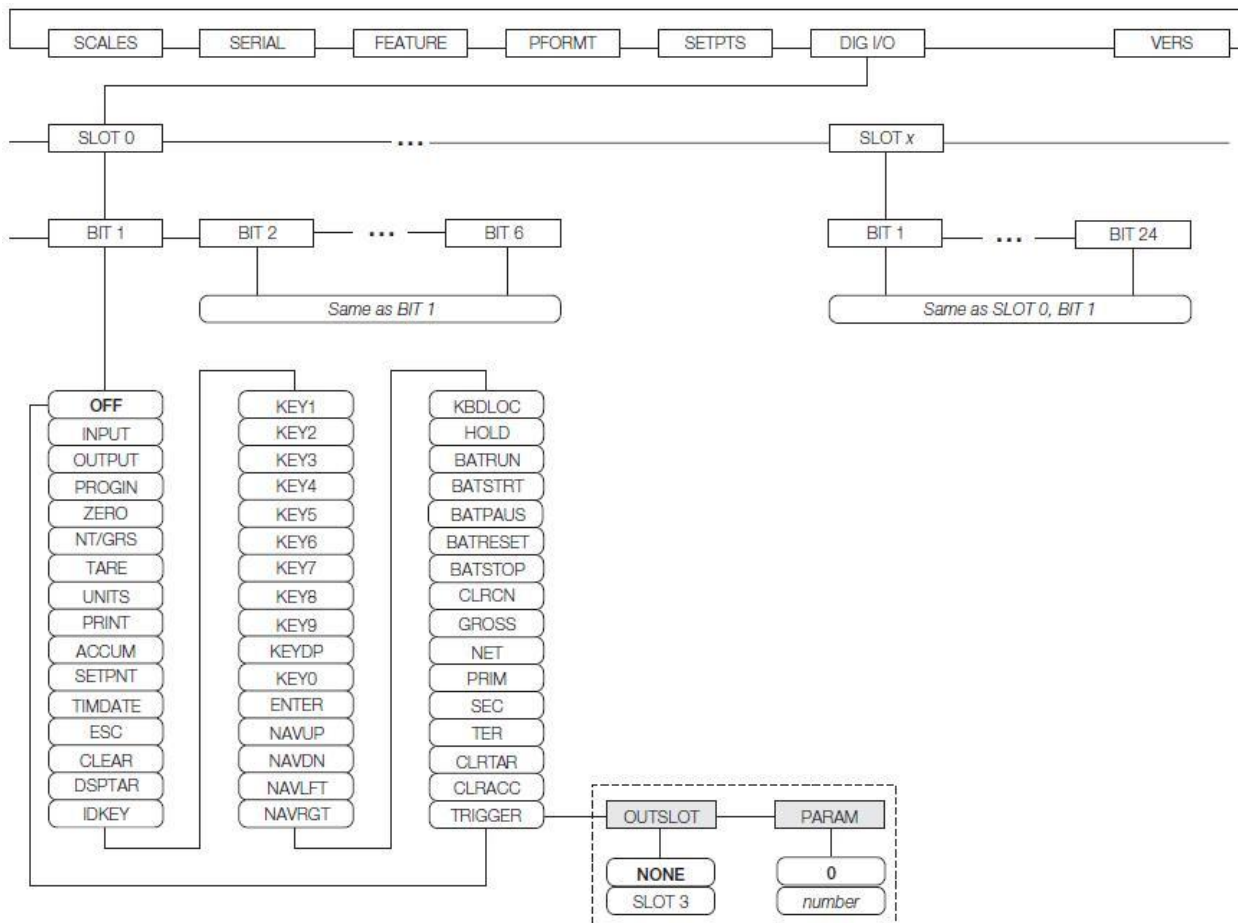 SCALES SERIAL FEATURE PFORMT SETPTS DIG I/O VERS
SLOT 0 ... SLOT x
BIT 1 BIT 2 ... BIT 6 BIT 1 ... BIT 24
Same as BIT 1 Same as SLOT 0, BIT 1
OFF KEY1 KBDLOC
INPUT KEY2 HOLD
OUTPUT KEY3 BATRUN
PROGIN KEY4 BATSTRT
ZERO KEY5 BATPAUS
NT/GRS KEY6 BATRESET
TARE KEY7 BATSTOP
UNITS KEY8 CLRCN
PRINT KEY9 GROSS
ACCUM KEYDP NET
SETPNT KEY0 PRIM
TIMDATE ENTER SEC
ESC NAVUP TER
CLEAR NAVDN CLRTAR
DSPTAR NAVLFT CLRACC
IDKEY NAVRGT TRIGGER OUTSLOT PARAM
NONE 0
SLOT 3 number